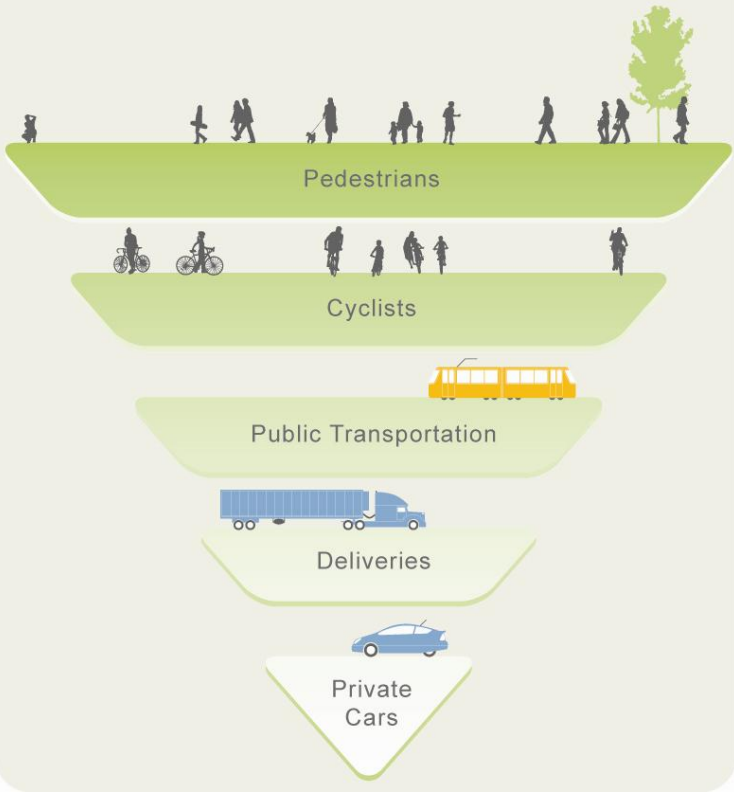 Pedestrians
Cyclists
Public Transportation
Deliveries
Private
Cars